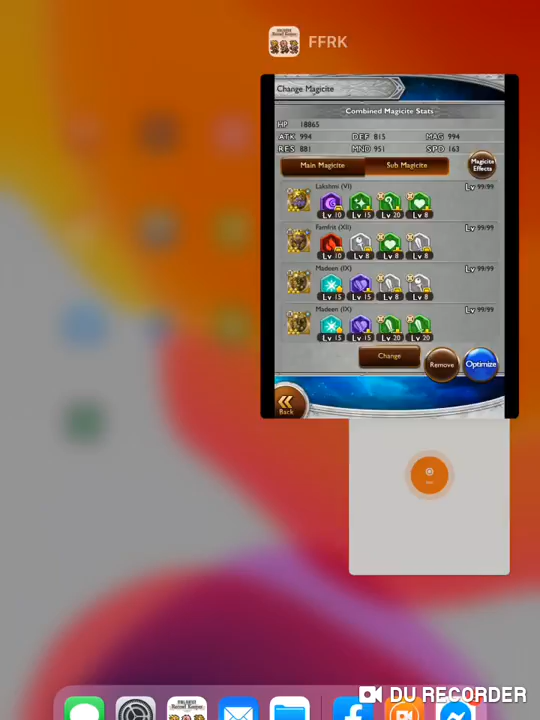 FFRK
Change Magicite
Combined Magicite Stats
HP 18865
ATK 994 DEF 815 MAG 994
RES 881 MND 951 SPD 163
Main Magicite Sub Magicite Magicite Effects
Lakshmi (VI) Lv 99/99
Lv 10 Lv 15 Lv 20 Lv 8
Famfrit (XII) Lv 99/99
Lv 10 Lv 8 Lv 8 Lv 8
Madeen (IX) Lv 99/99
Lv 15 Lv 15 Lv 8 Lv 8
Madeen (IX) Lv 99/99
Lv 15 Lv 15 Lv 20 Lv 20
Change Remove Optimize
Back
DU RECORDER